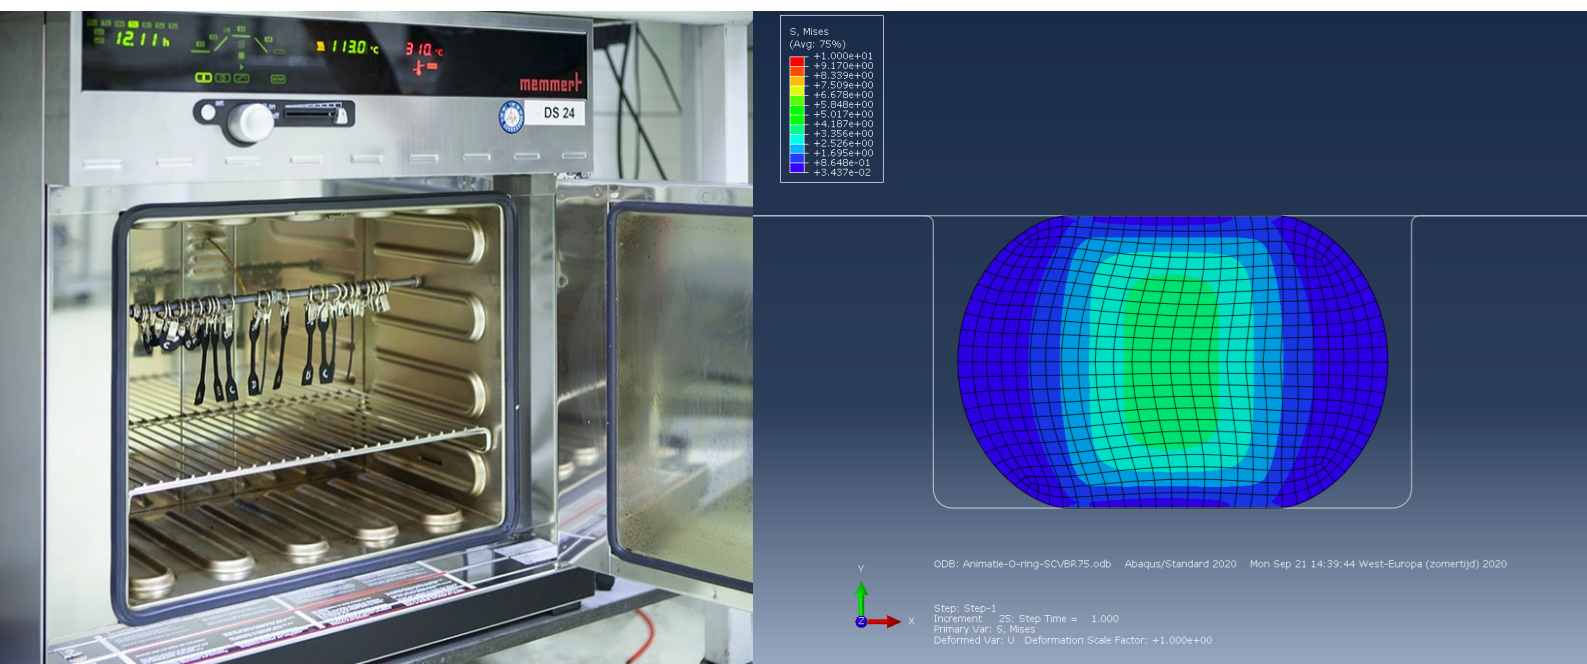 12.11 h
113.0 °C
310. °C
memmert
DS 24
S, Mises
(Avg: 75%)
+1.000e+01
+9.170e+00
+8.339e+00
+7.509e+00
+6.678e+00
+5.848e+00
+5.017e+00
+4.187e+00
+3.356e+00
+2.526e+00
+1.695e+00
+8.648e-01
+3.437e-02
ODB: Animatie-O-ring-SCVBR75.odb Abaqus/Standard 2020 Mon Sep 21 14:39:44 West-Europa (zomertijd) 2020
Y
Z
X
Step: Step-1
Increment 25: Step Time = 1.000
Primary Var: S, Mises
Deformed Var: U Deformation Scale Factor: +1.000e+00